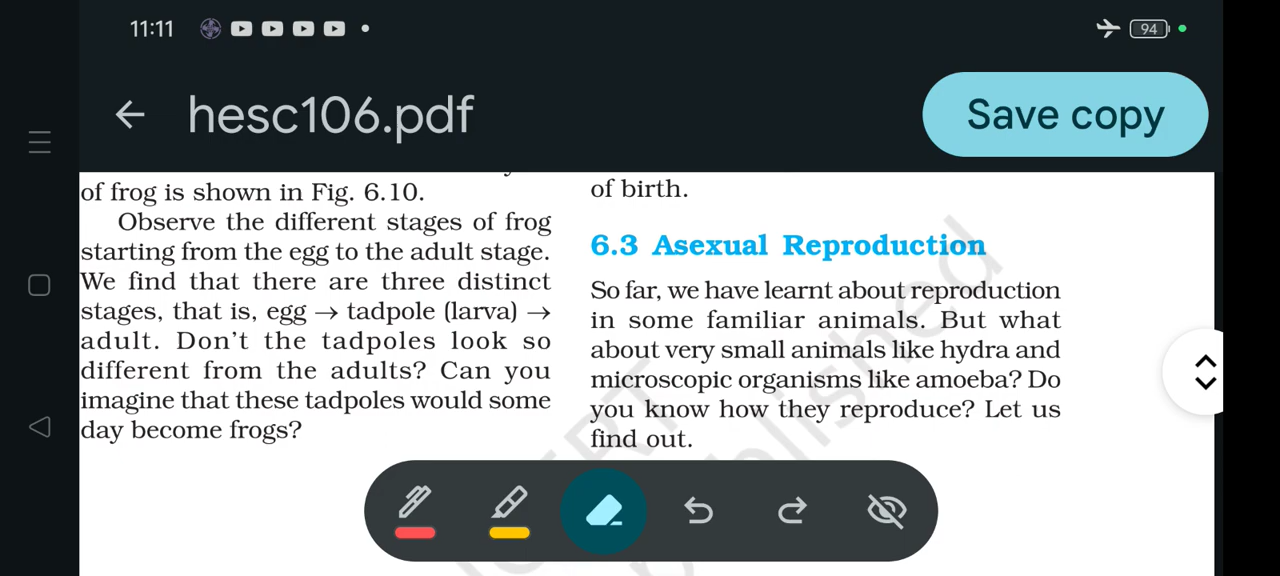 11:11
94
hesc106.pdf
Save copy
of frog is shown in Fig. 6.10.
Observe the different stages of frog
starting from the egg to the adult stage.
We find that there are three distinct
stages, that is, egg → tadpole (larva) →
adult. Don't the tadpoles look so
different from the adults? Can you
imagine that these tadpoles would some
day become frogs?
of birth.
6.3 Asexual Reproduction
So far, we have learnt about reproduction
in some familiar animals. But what
about very small animals like hydra and
microscopic organisms like amoeba? Do
you know how they reproduce? Let us
find out.